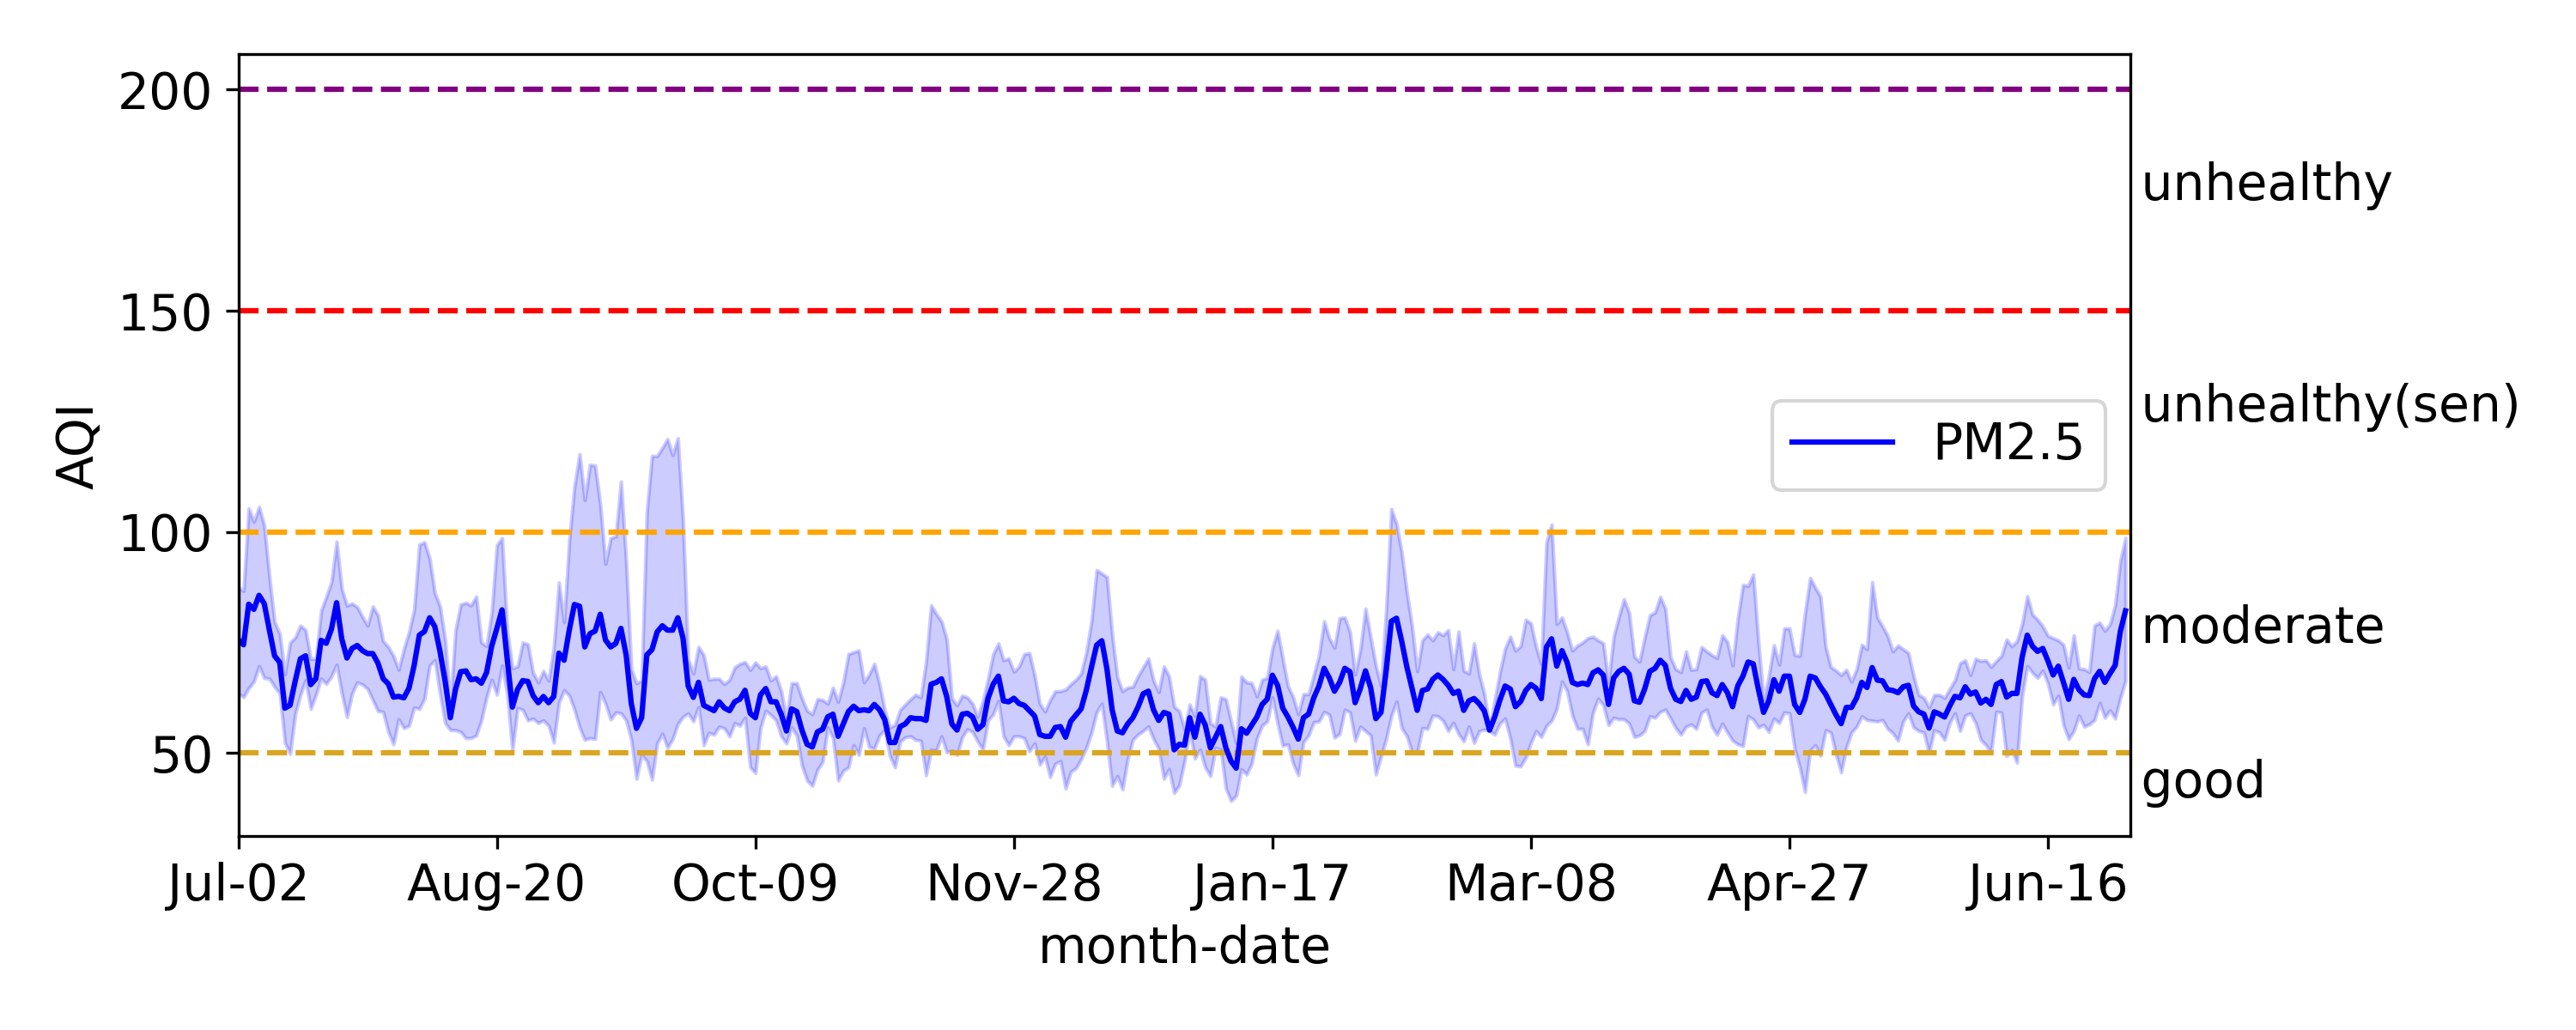 200
150
100
50
AQI
unhealthy
unhealthy(sen)
moderate
good
PM2.5
Jul-02 Aug-20 Oct-09 Nov-28 Jan-17 Mar-08 Apr-27 Jun-16
month-date